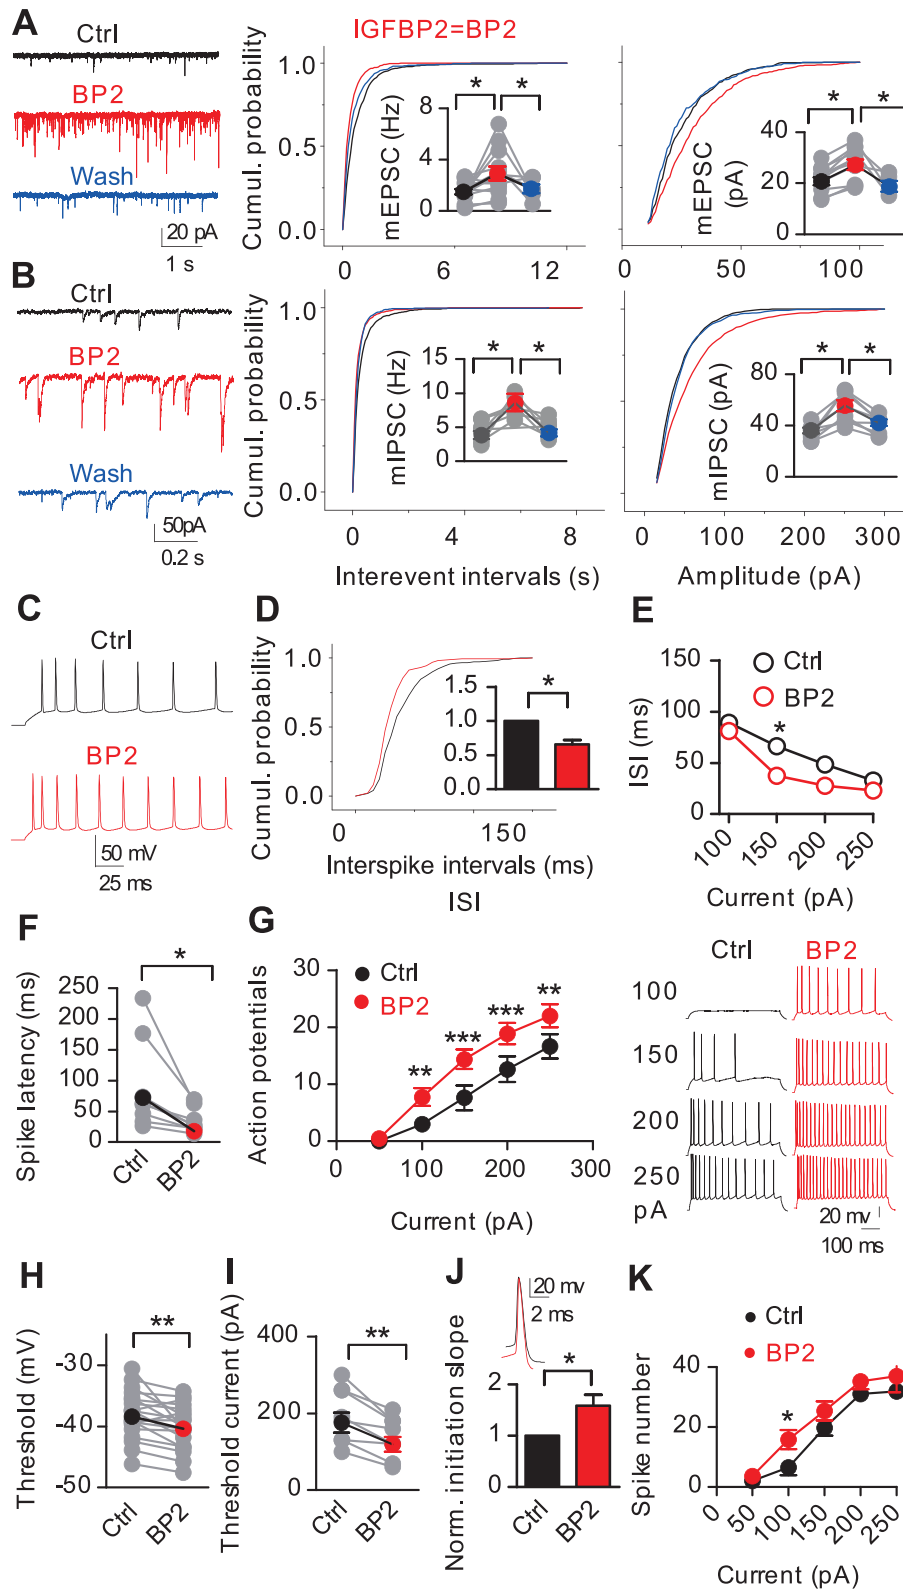 A
Ctrl
BP2
Wash
20 pA
1 s
IGFBP2=BP2
Cumul. probability
1.0
0.5
0.0
0 6 12
mEPSC (Hz)
8
4
0
* *
mEPSC
(pA)
40
20
0
* *
0 50 100
B
Ctrl
BP2
Wash
50pA
0.2 s
Cumul. probability
1.0
0.5
0.0
mIPSC (Hz)
15
10
5
0
* *
0 4 8
Interevent intervals (s)
mIPSC (pA)
80
40
0
* *
0 100 200 300
Amplitude (pA)
C
Ctrl
BP2
50 mV
25 ms
D
Cumul. probability
1.0
0.5
0.0
1.5
1.0
0.5
0.0
*
0 150
Interspike intervals (ms)
ISI
E
ISI (ms)
150
100
50
0
Ctrl
BP2
*
100 150 200 250
Current (pA)
F
Spike latency (ms)
250
200
150
100
50
0
*
Ctrl BP2
G
Action potentials
30
20
10
0
Ctrl
BP2
** *** *** **
0 100 200 300
Current (pA)
Ctrl BP2
100
150
200
250
pA
20 mv
100 ms
H
Threshold (mV)
-30
-40
-50
**
Ctrl BP2
I
Threshold current (pA)
400
200
0
**
Ctrl BP2
J
20 mv
2 ms
Norm. initiation slope
2
1
0
*
Ctrl BP2
K
Ctrl
BP2
Spike number
40
20
0
*
0 50 100 150 200 250
Current (pA)